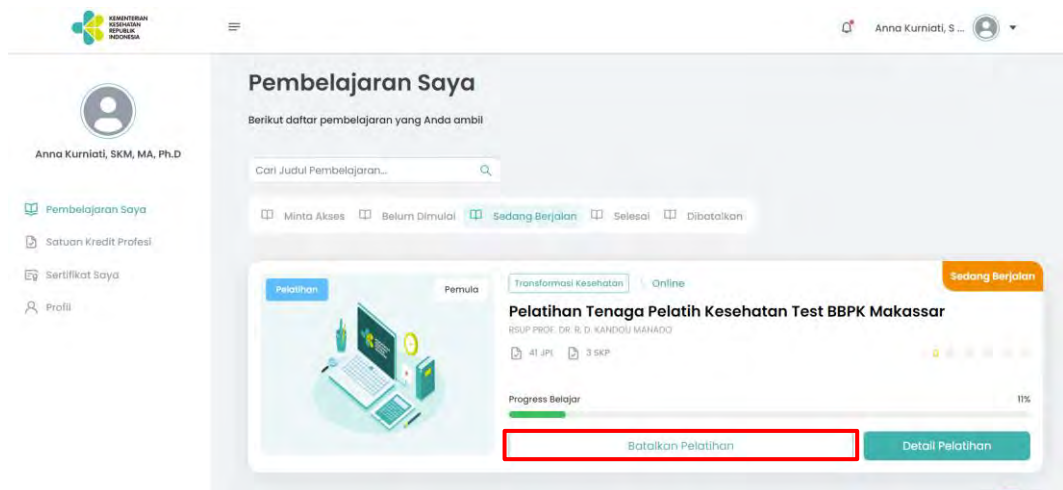 KEMENTERIAN
KESEHATAN
REPUBLIK
INDONESIA
Anna Kurniati, S ...
Anna Kurniati, SKM, MA, Ph.D
Pembelajaran Saya
Satuan Kredit Profesi
Sertifikat Saya
Profil
Pembelajaran Saya
Berikut daftar pembelajaran yang Anda ambil
Cari Judul Pembelajaran...
Minta Akses Belum Dimulai Sedang Berjalan Selesai Dibatalkan
Pelatihan Pemula
Transformasi Kesehatan Online
Sedang Berjalan
Pelatihan Tenaga Pelatih Kesehatan Test BBPK Makassar
RSUP PROF. DR. R. D. KANDOU MANADO
41 JPL 3 SKP
Progress Belajar 11%
Batalkan Pelatihan Detail Pelatihan